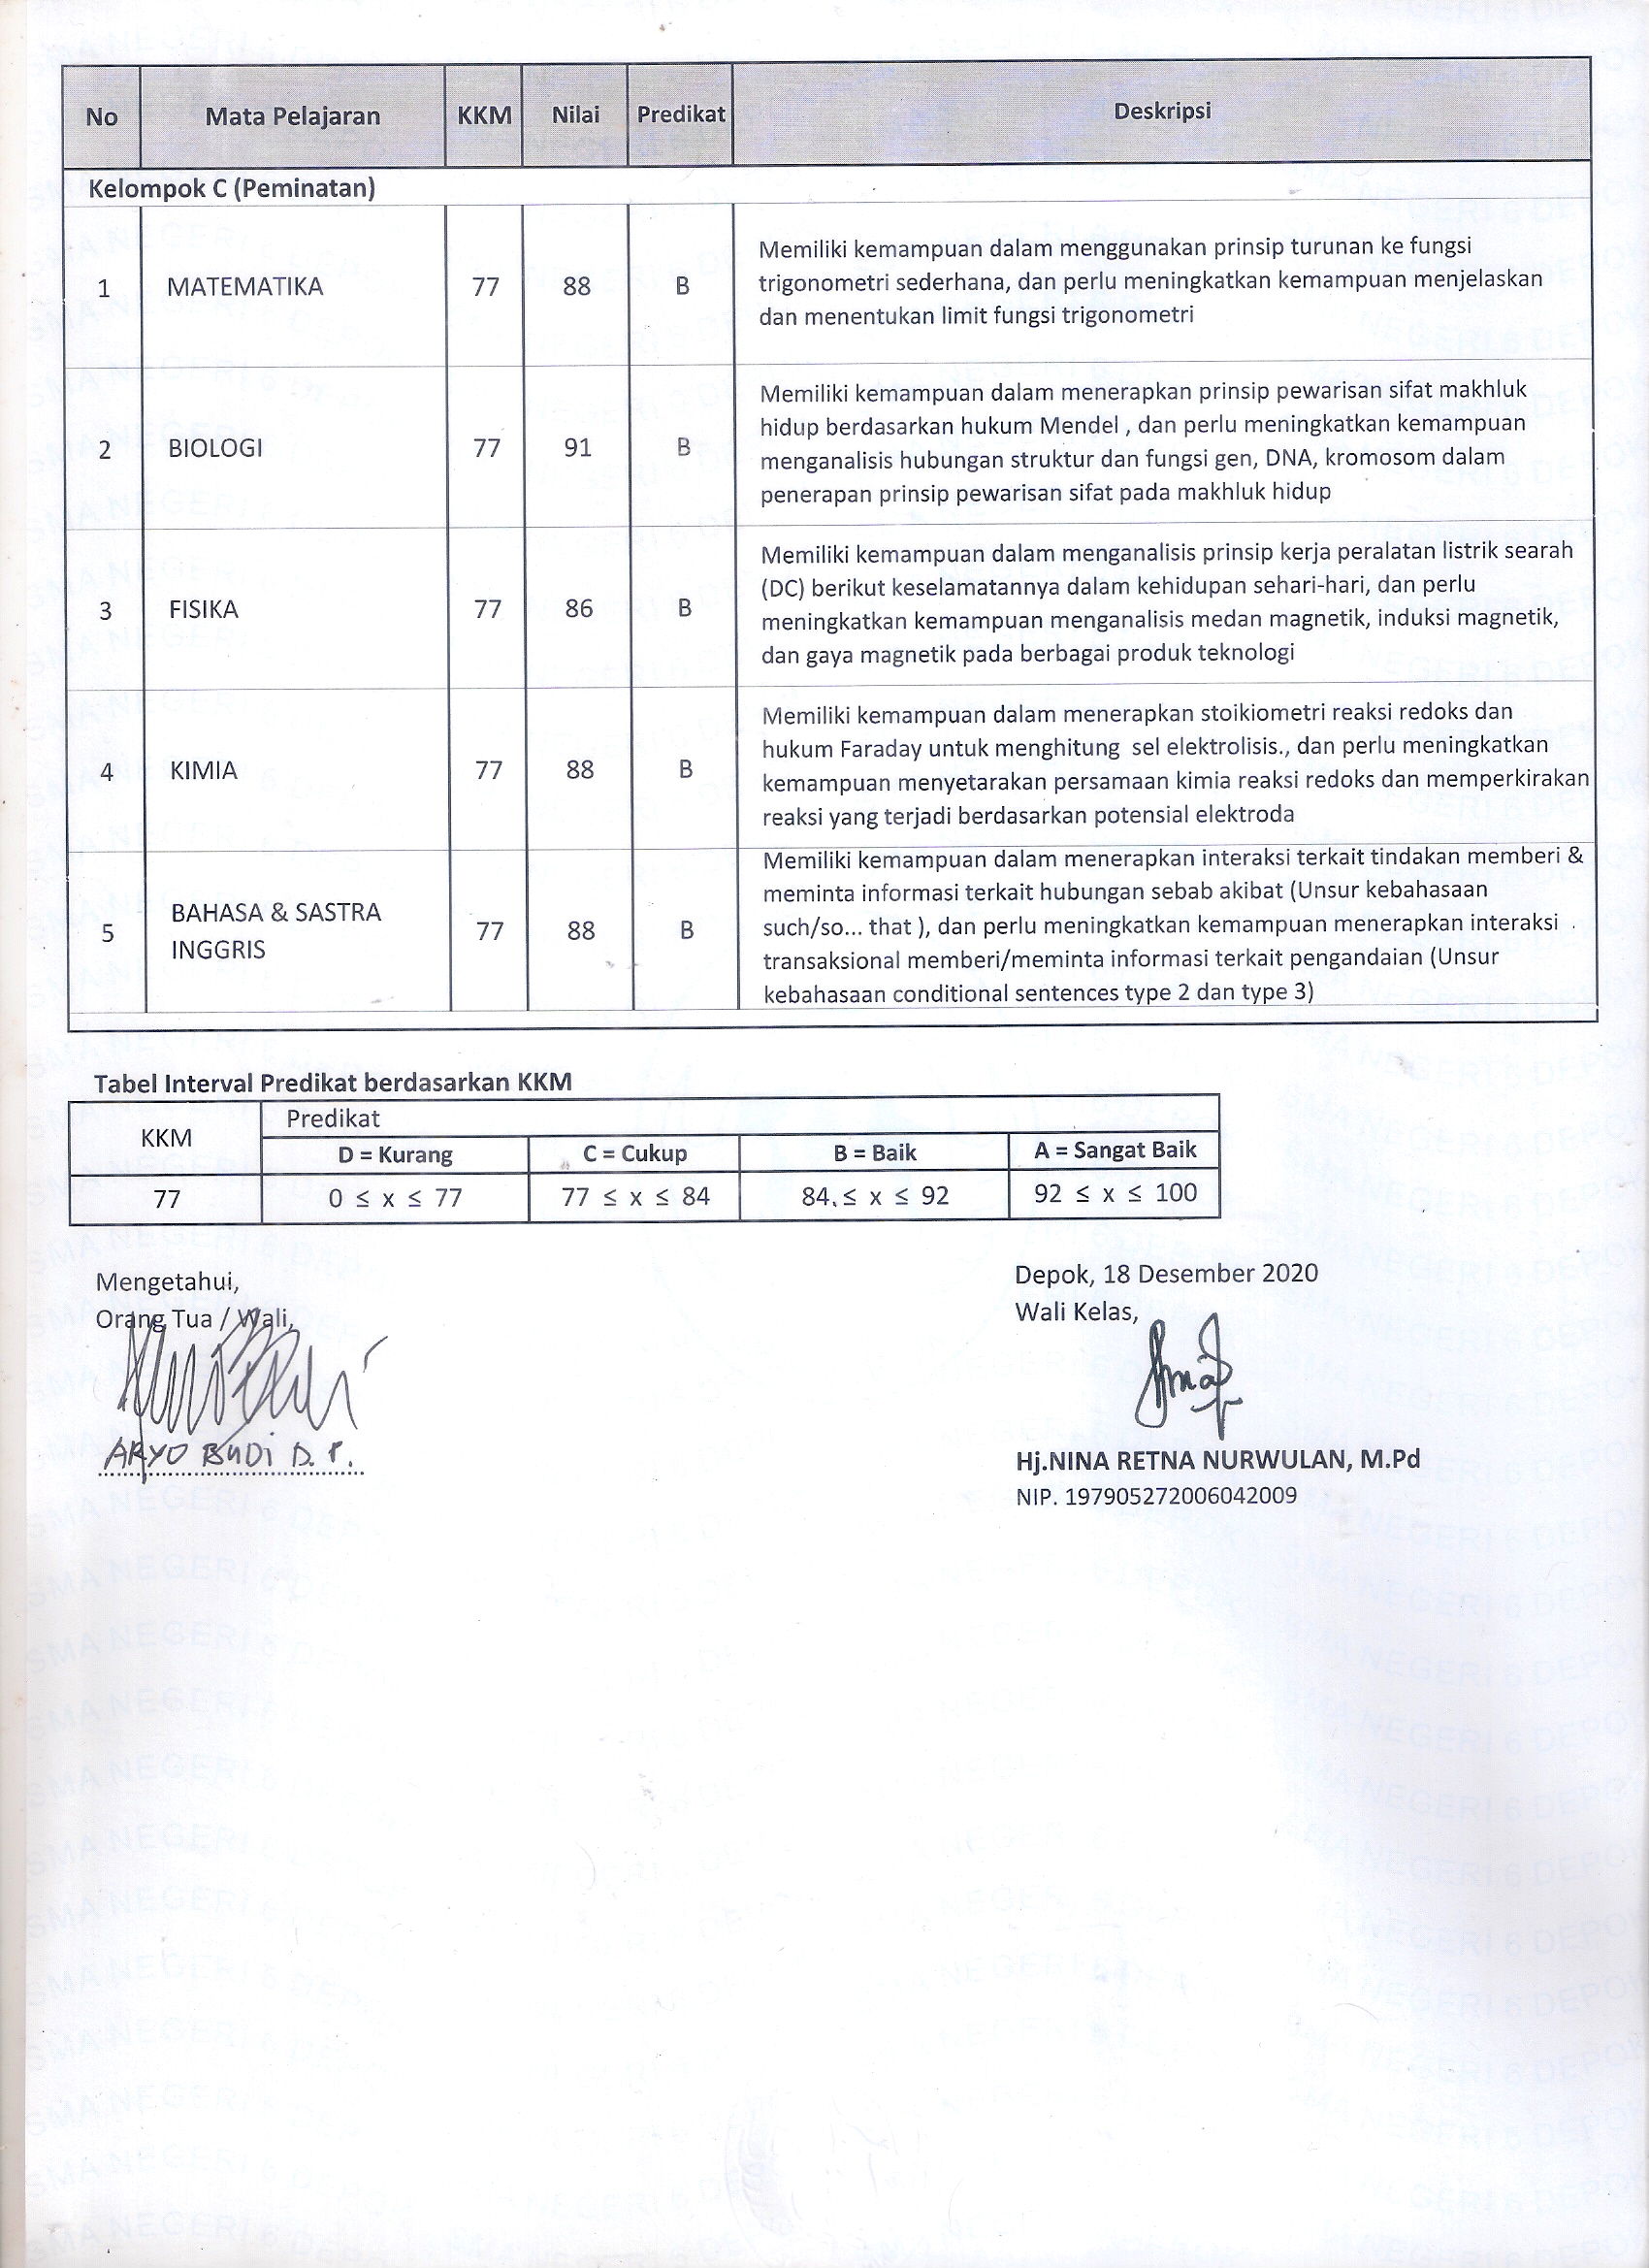 No Mata Pelajaran KKM Nilai Predikat Deskripsi
Kelompok C (Peminatan)
1 MATEMATIKA 77 88 B
Memiliki kemampuan dalam menggunakan prinsip turunan ke fungsi
trigonometri sederhana, dan perlu meningkatkan kemampuan menjelaskan
dan menentukan limit fungsi trigonometri
2 BIOLOGI 77 91 B
Memiliki kemampuan dalam menerapkan prinsip pewarisan sifat makhluk
hidup berdasarkan hukum Mendel , dan perlu meningkatkan kemampuan
menganalisis hubungan struktur dan fungsi gen, DNA, kromosom dalam
penerapan prinsip pewarisan sifat pada makhluk hidup
3 FISIKA 77 86 B
Memiliki kemampuan dalam menganalisis prinsip kerja peralatan listrik searah
(DC) berikut keselamatannya dalam kehidupan sehari-hari, dan perlu
meningkatkan kemampuan menganalisis medan magnetik, induksi magnetik,
dan gaya magnetik pada berbagai produk teknologi
4 KIMIA 77 88 B
Memiliki kemampuan dalam menerapkan stoikiometri reaksi redoks dan
hukum Faraday untuk menghitung sel elektrolisis., dan perlu meningkatkan
kemampuan menyetarakan persamaan kimia reaksi redoks dan memperkirakan
reaksi yang terjadi berdasarkan potensial elektroda
5 BAHASA & SASTRA
INGGRIS 77 88 B
Memiliki kemampuan dalam menerapkan interaksi terkait tindakan memberi &
meminta informasi terkait hubungan sebab akibat (Unsur kebahasaan
such/so... that ), dan perlu meningkatkan kemampuan menerapkan interaksi
transaksional memberi/meminta informasi terkait pengandaian (Unsur
kebahasaan conditional sentences type 2 dan type 3)
Tabel Interval Predikat berdasarkan KKM
KKM Predikat
D = Kurang C = Cukup B = Baik A = Sangat Baik
77 0 ≤ x ≤ 77 77 ≤ x ≤ 84 84 ≤ x ≤ 92 92 ≤ x ≤ 100
Mengetahui,
Orang Tua / Wali,
ARYO BUDI D. P.
Depok, 18 Desember 2020
Wali Kelas,
Hj.NINA RETNA NURWULAN, M.Pd
NIP. 197905272006042009
SMA NEGERI 6 DEPOK